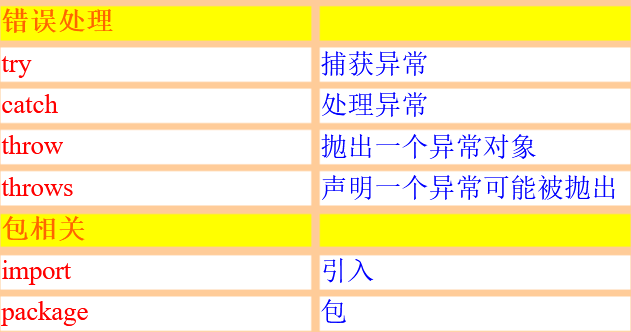 错误处理
try 捕获异常
catch 处理异常
throw 抛出一个异常对象
throws 声明一个异常可能被抛出
包相关
import 引入
package 包